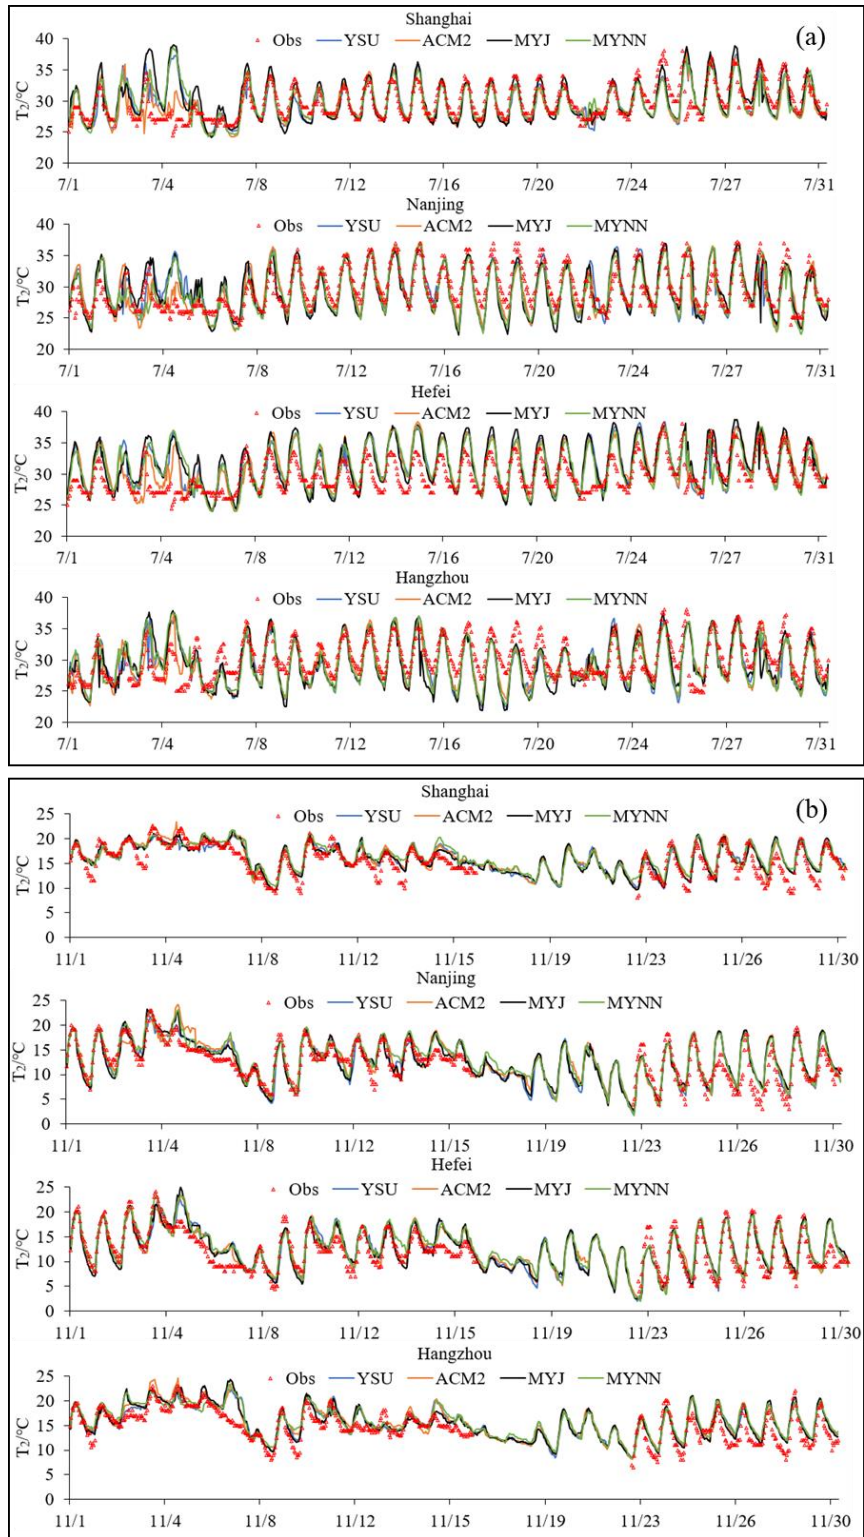 Shanghai
Obs YSU ACM2 MYJ MYNN (a)
T₂/°C
40
35
30
25
20
7/1 7/4 7/8 7/12 7/16 7/20 7/24 7/27 7/31
Nanjing
Obs YSU ACM2 MYJ MYNN
T₂/°C
40
35
30
25
20
7/1 7/4 7/8 7/12 7/16 7/20 7/24 7/27 7/31
Hefei
Obs YSU ACM2 MYJ MYNN
T₂/°C
40
35
30
25
20
7/1 7/4 7/8 7/12 7/16 7/20 7/24 7/27 7/31
Hangzhou
Obs YSU ACM2 MYJ MYNN
T₂/°C
40
35
30
25
20
7/1 7/4 7/8 7/12 7/16 7/20 7/24 7/27 7/31
Shanghai
Obs YSU ACM2 MYJ MYNN (b)
T₂/°C
25
20
15
10
5
0
11/1 11/4 11/8 11/12 11/15 11/19 11/23 11/26 11/30
Nanjing
Obs YSU ACM2 MYJ MYNN
T₂/°C
25
20
15
10
5
0
11/1 11/4 11/8 11/12 11/15 11/19 11/23 11/26 11/30
Hefei
Obs YSU ACM2 MYJ MYNN
T₂/°C
25
20
15
10
5
0
11/1 11/4 11/8 11/12 11/15 11/19 11/23 11/26 11/30
Hangzhou
Obs YSU ACM2 MYJ MYNN
T₂/°C
25
20
15
10
5
0
11/1 11/4 11/8 11/12 11/15 11/19 11/23 11/26 11/30